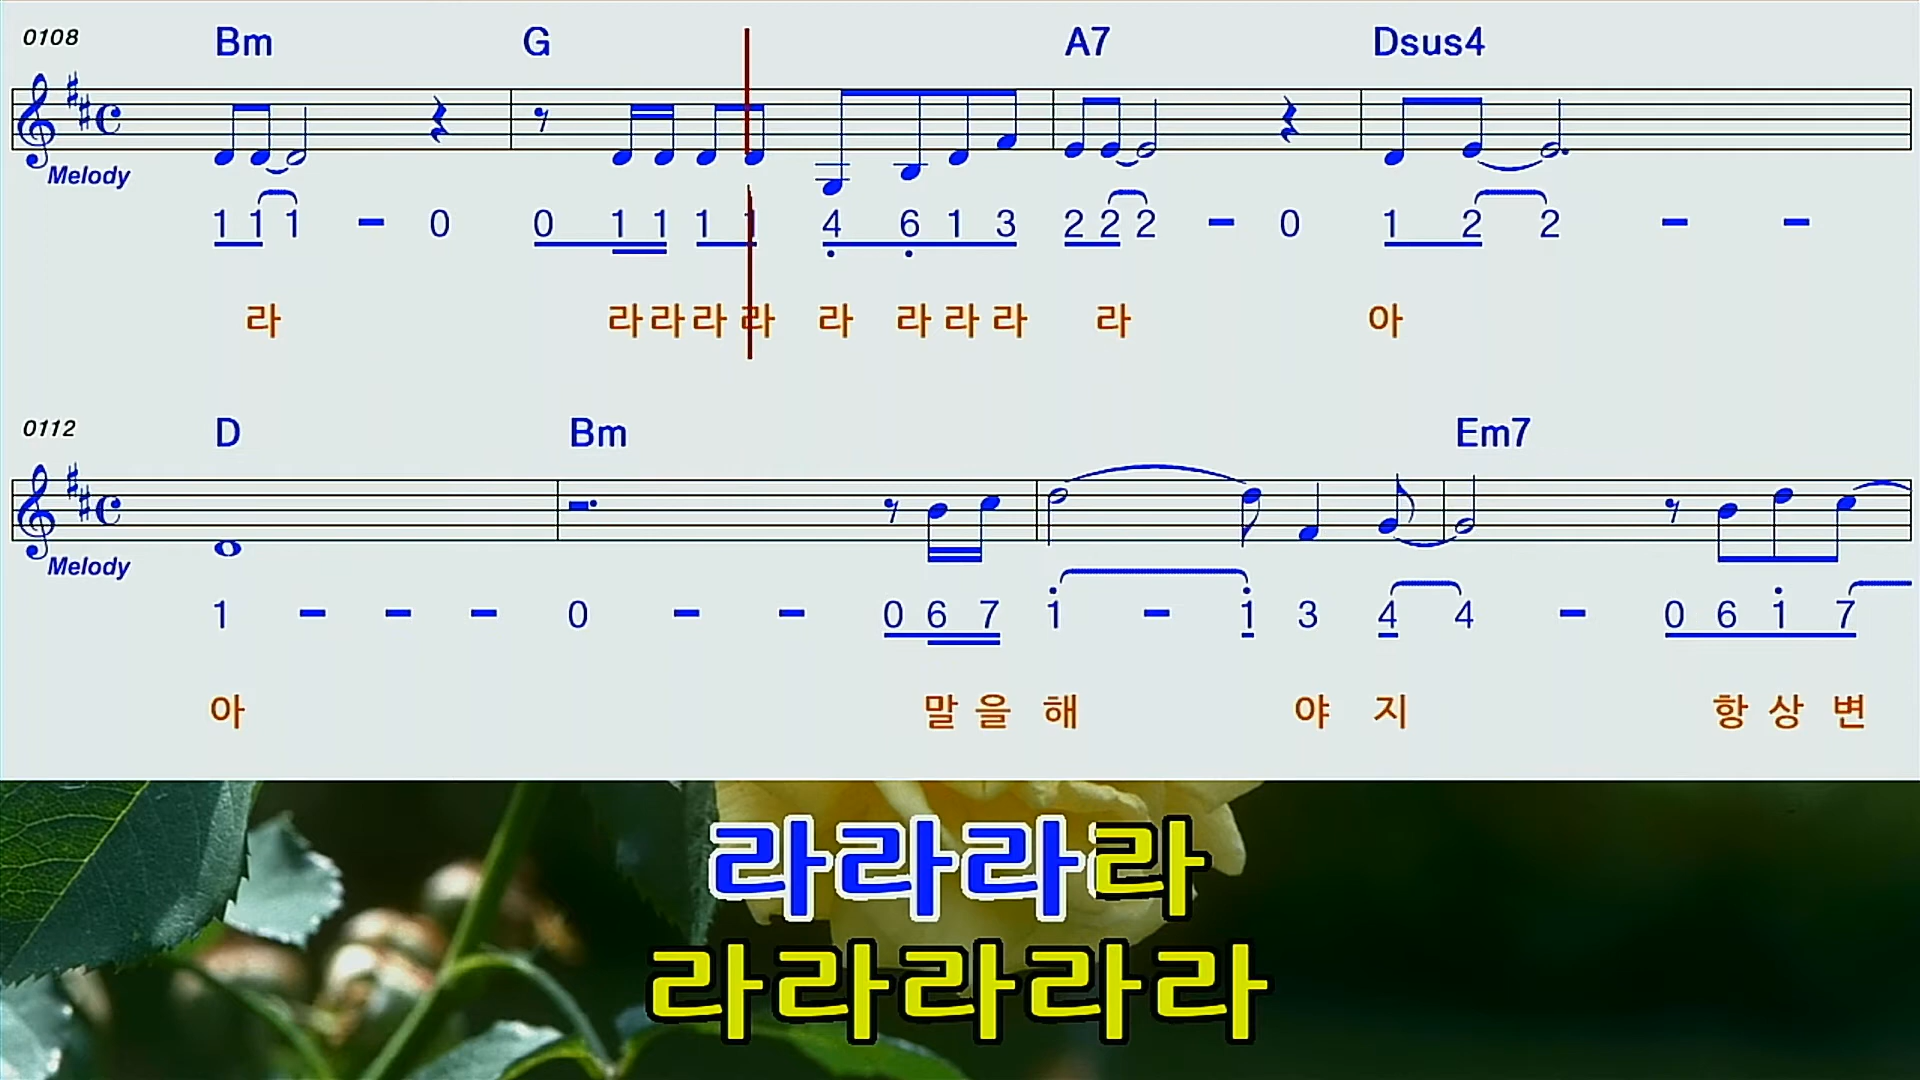 0108 Bm G A7 Dsus4
Melody
1 1 1 - 0 0 1 1 1 1 4 6 1 3 2 2 2 - 0 1 2 2 - -
라 라 라 라 라 라 라 라 라 라 아
0112 D Bm Em7
Melody
1 - - - 0 - - 0 6 7 1 - 1 3 4 4 - 0 6 1 7
아 말 을 해 야 지 항 상 변
라라라라
라라라라라